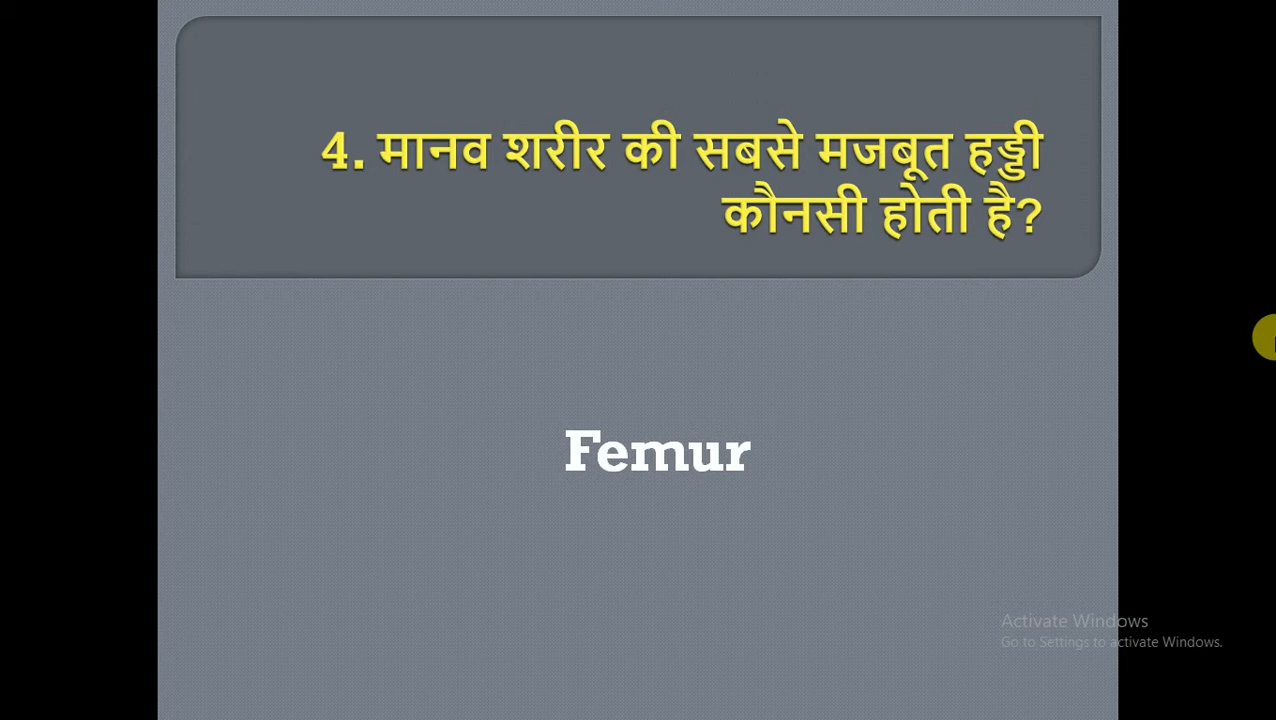 4. मानव शरीर की सबसे मजबूत हड्डी
कौनसी होती है?
Femur
Activate Windows
Go to Settings to activate Windows.